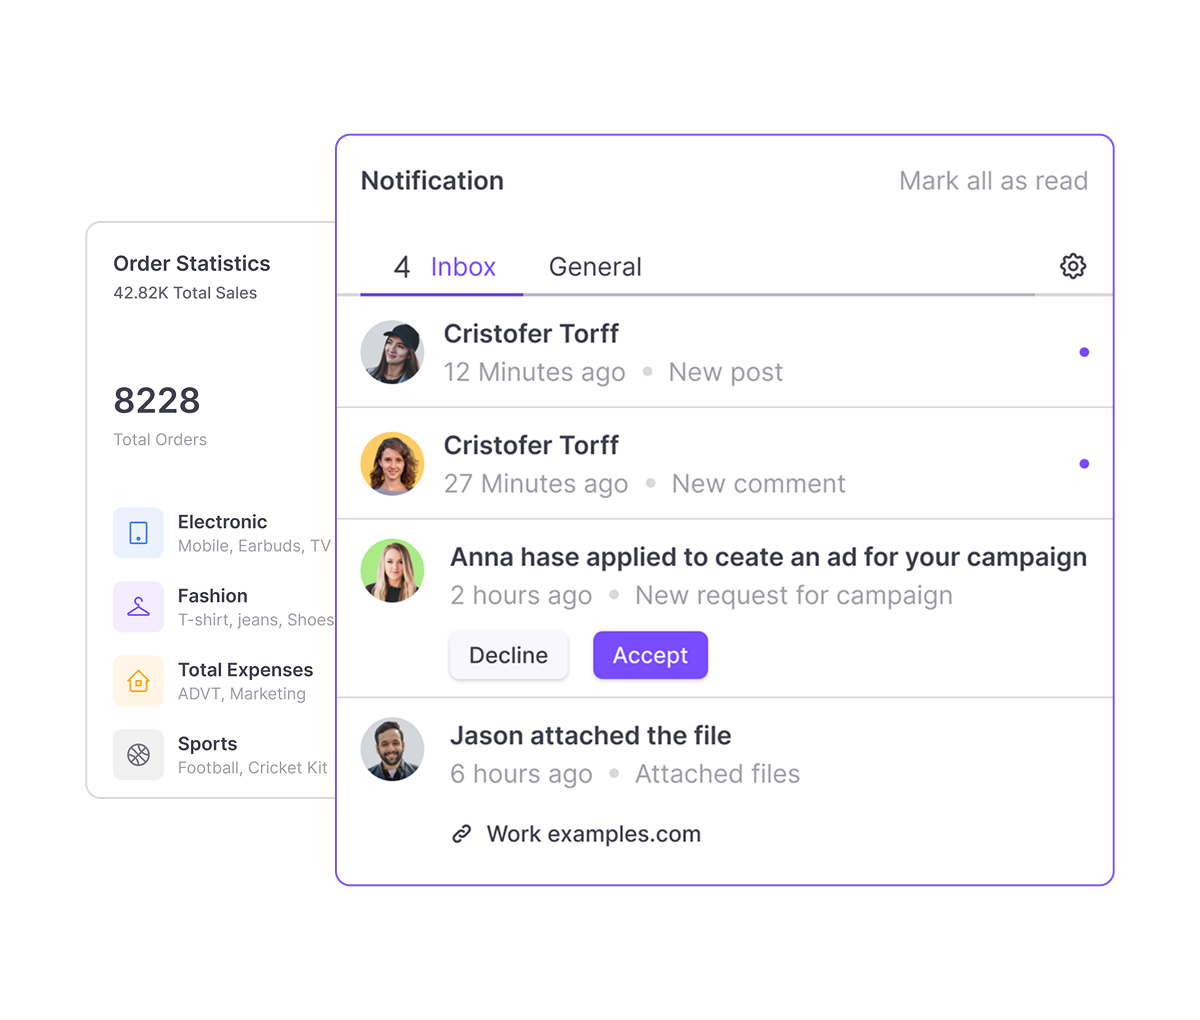 Notification
Mark all as read
4 Inbox General
Cristofer Torff
12 Minutes ago • New post
Cristofer Torff
27 Minutes ago • New comment
Anna hase applied to ceate an ad for your campaign
2 hours ago • New request for campaign
Decline Accept
Jason attached the file
6 hours ago • Attached files
Work examples.com
Order Statistics
42.82K Total Sales
8228
Total Orders
Electronic
Mobile, Earbuds, TV
Fashion
T-shirt, jeans, Shoes
Total Expenses
ADVT, Marketing
Sports
Football, Cricket Kit